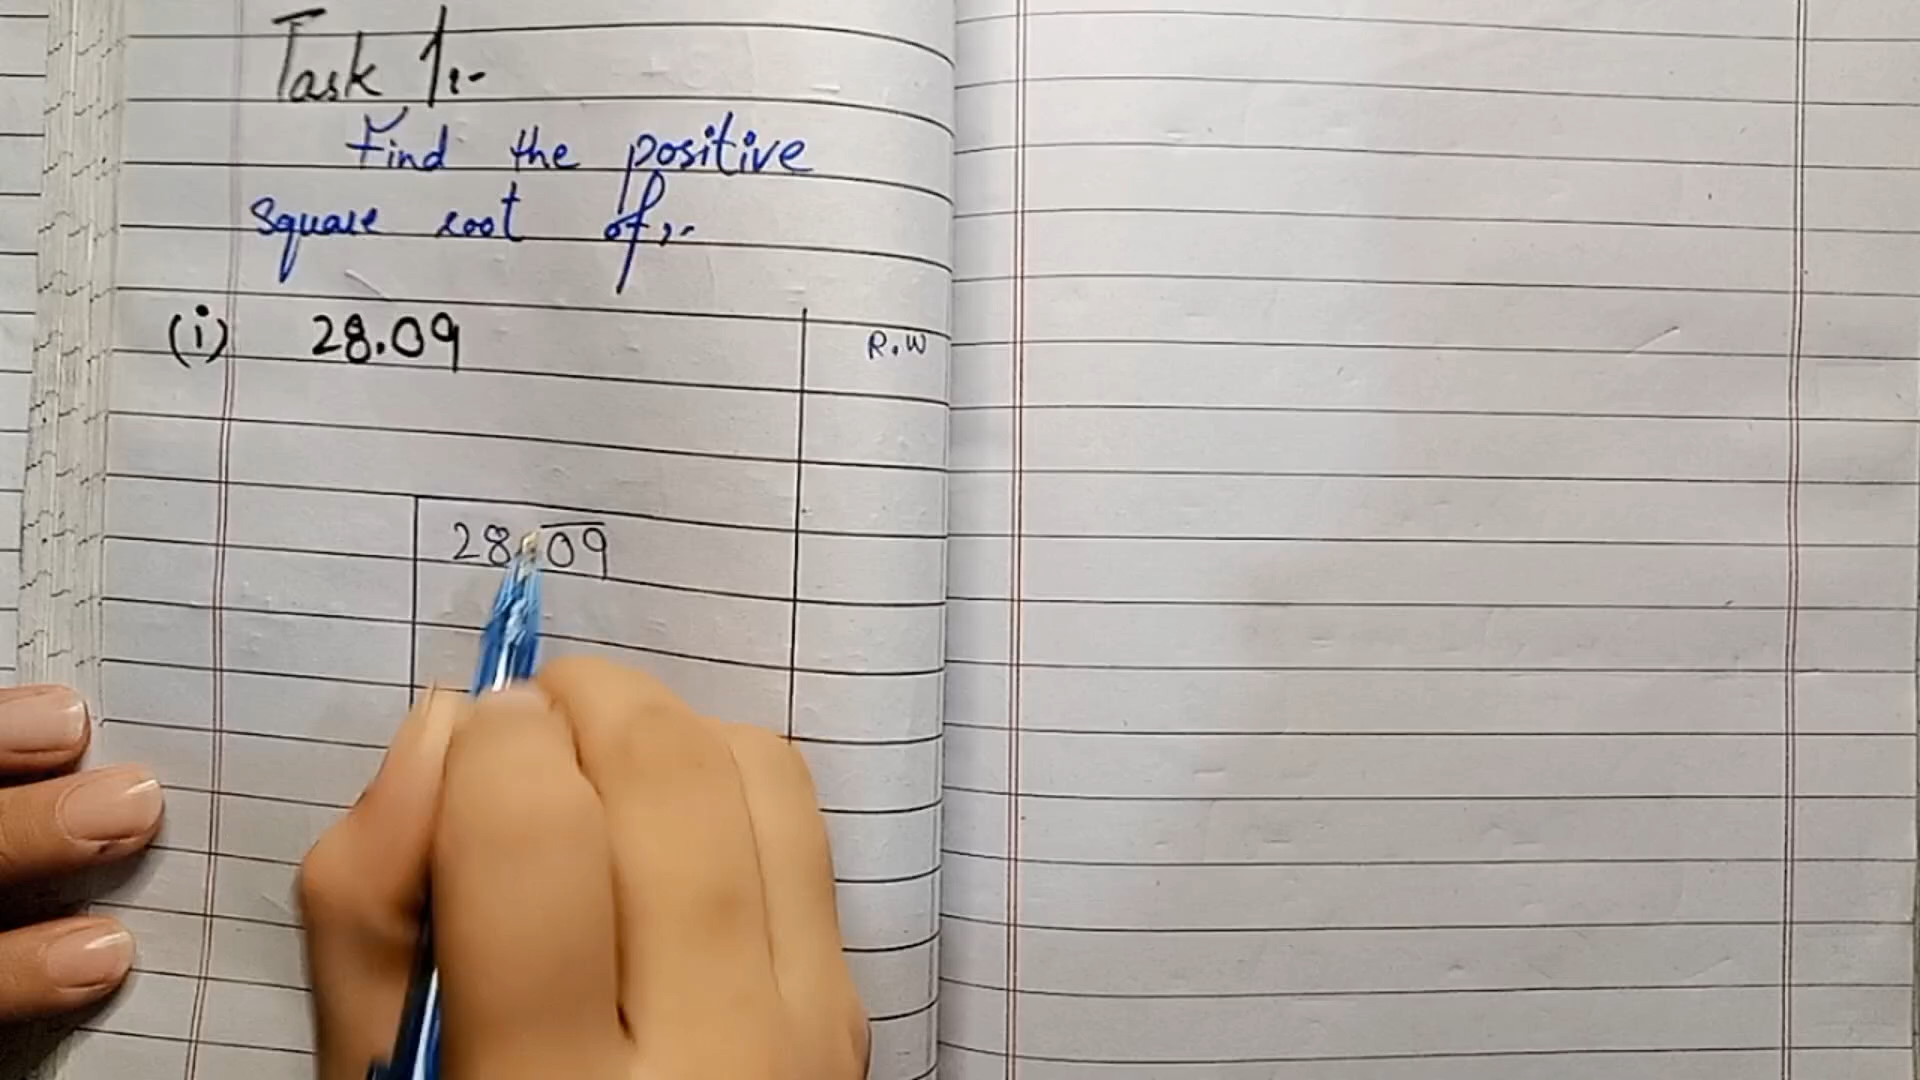 Task 1:-
Find the positive
square root of:-
(i) 28.09
R.W
28.09